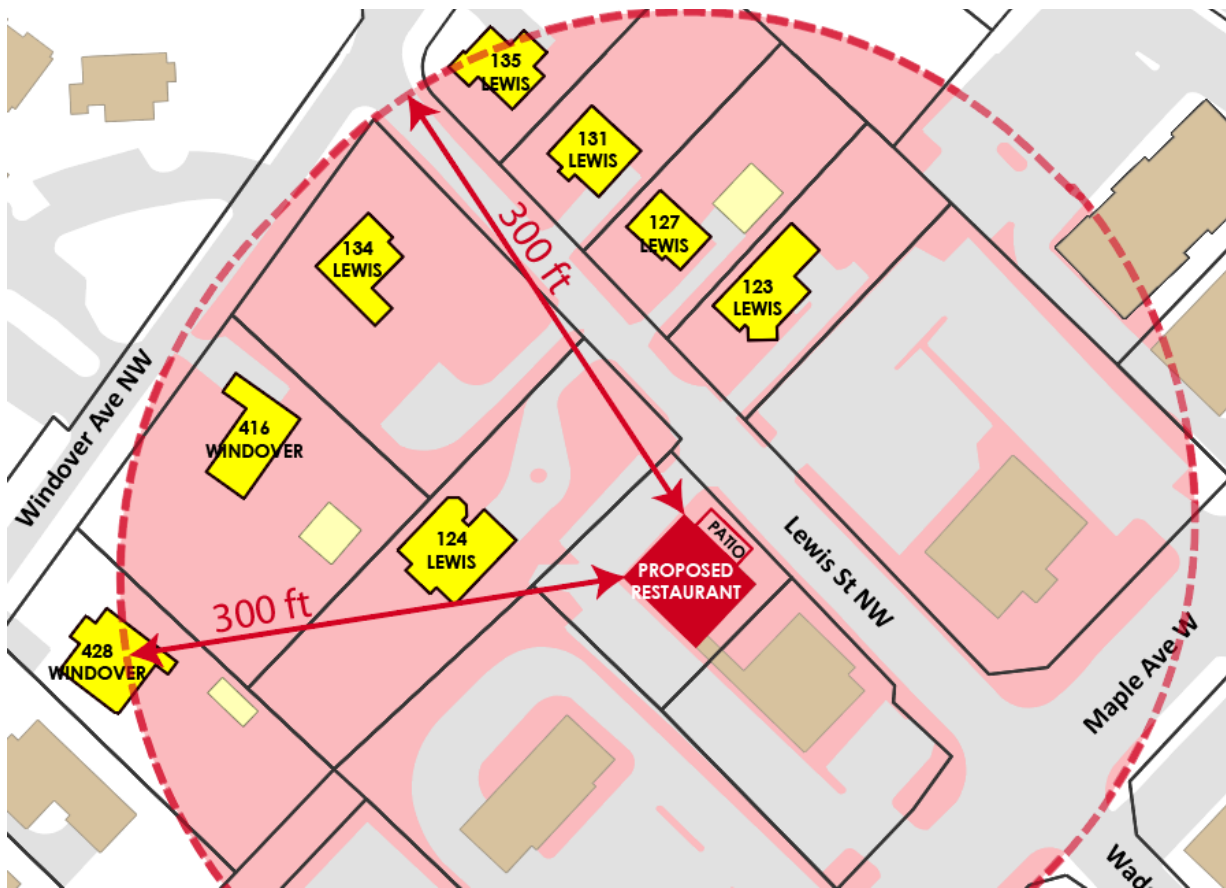 135
LEWIS
131
LEWIS
127
LEWIS
134
LEWIS
123
LEWIS
300 ft
Windover Ave NW
416
WINDOVER
124
LEWIS
PATIO
PROPOSED
RESTAURANT
Lewis St NW
300 ft
428
WINDOVER
Maple Ave W
Wad